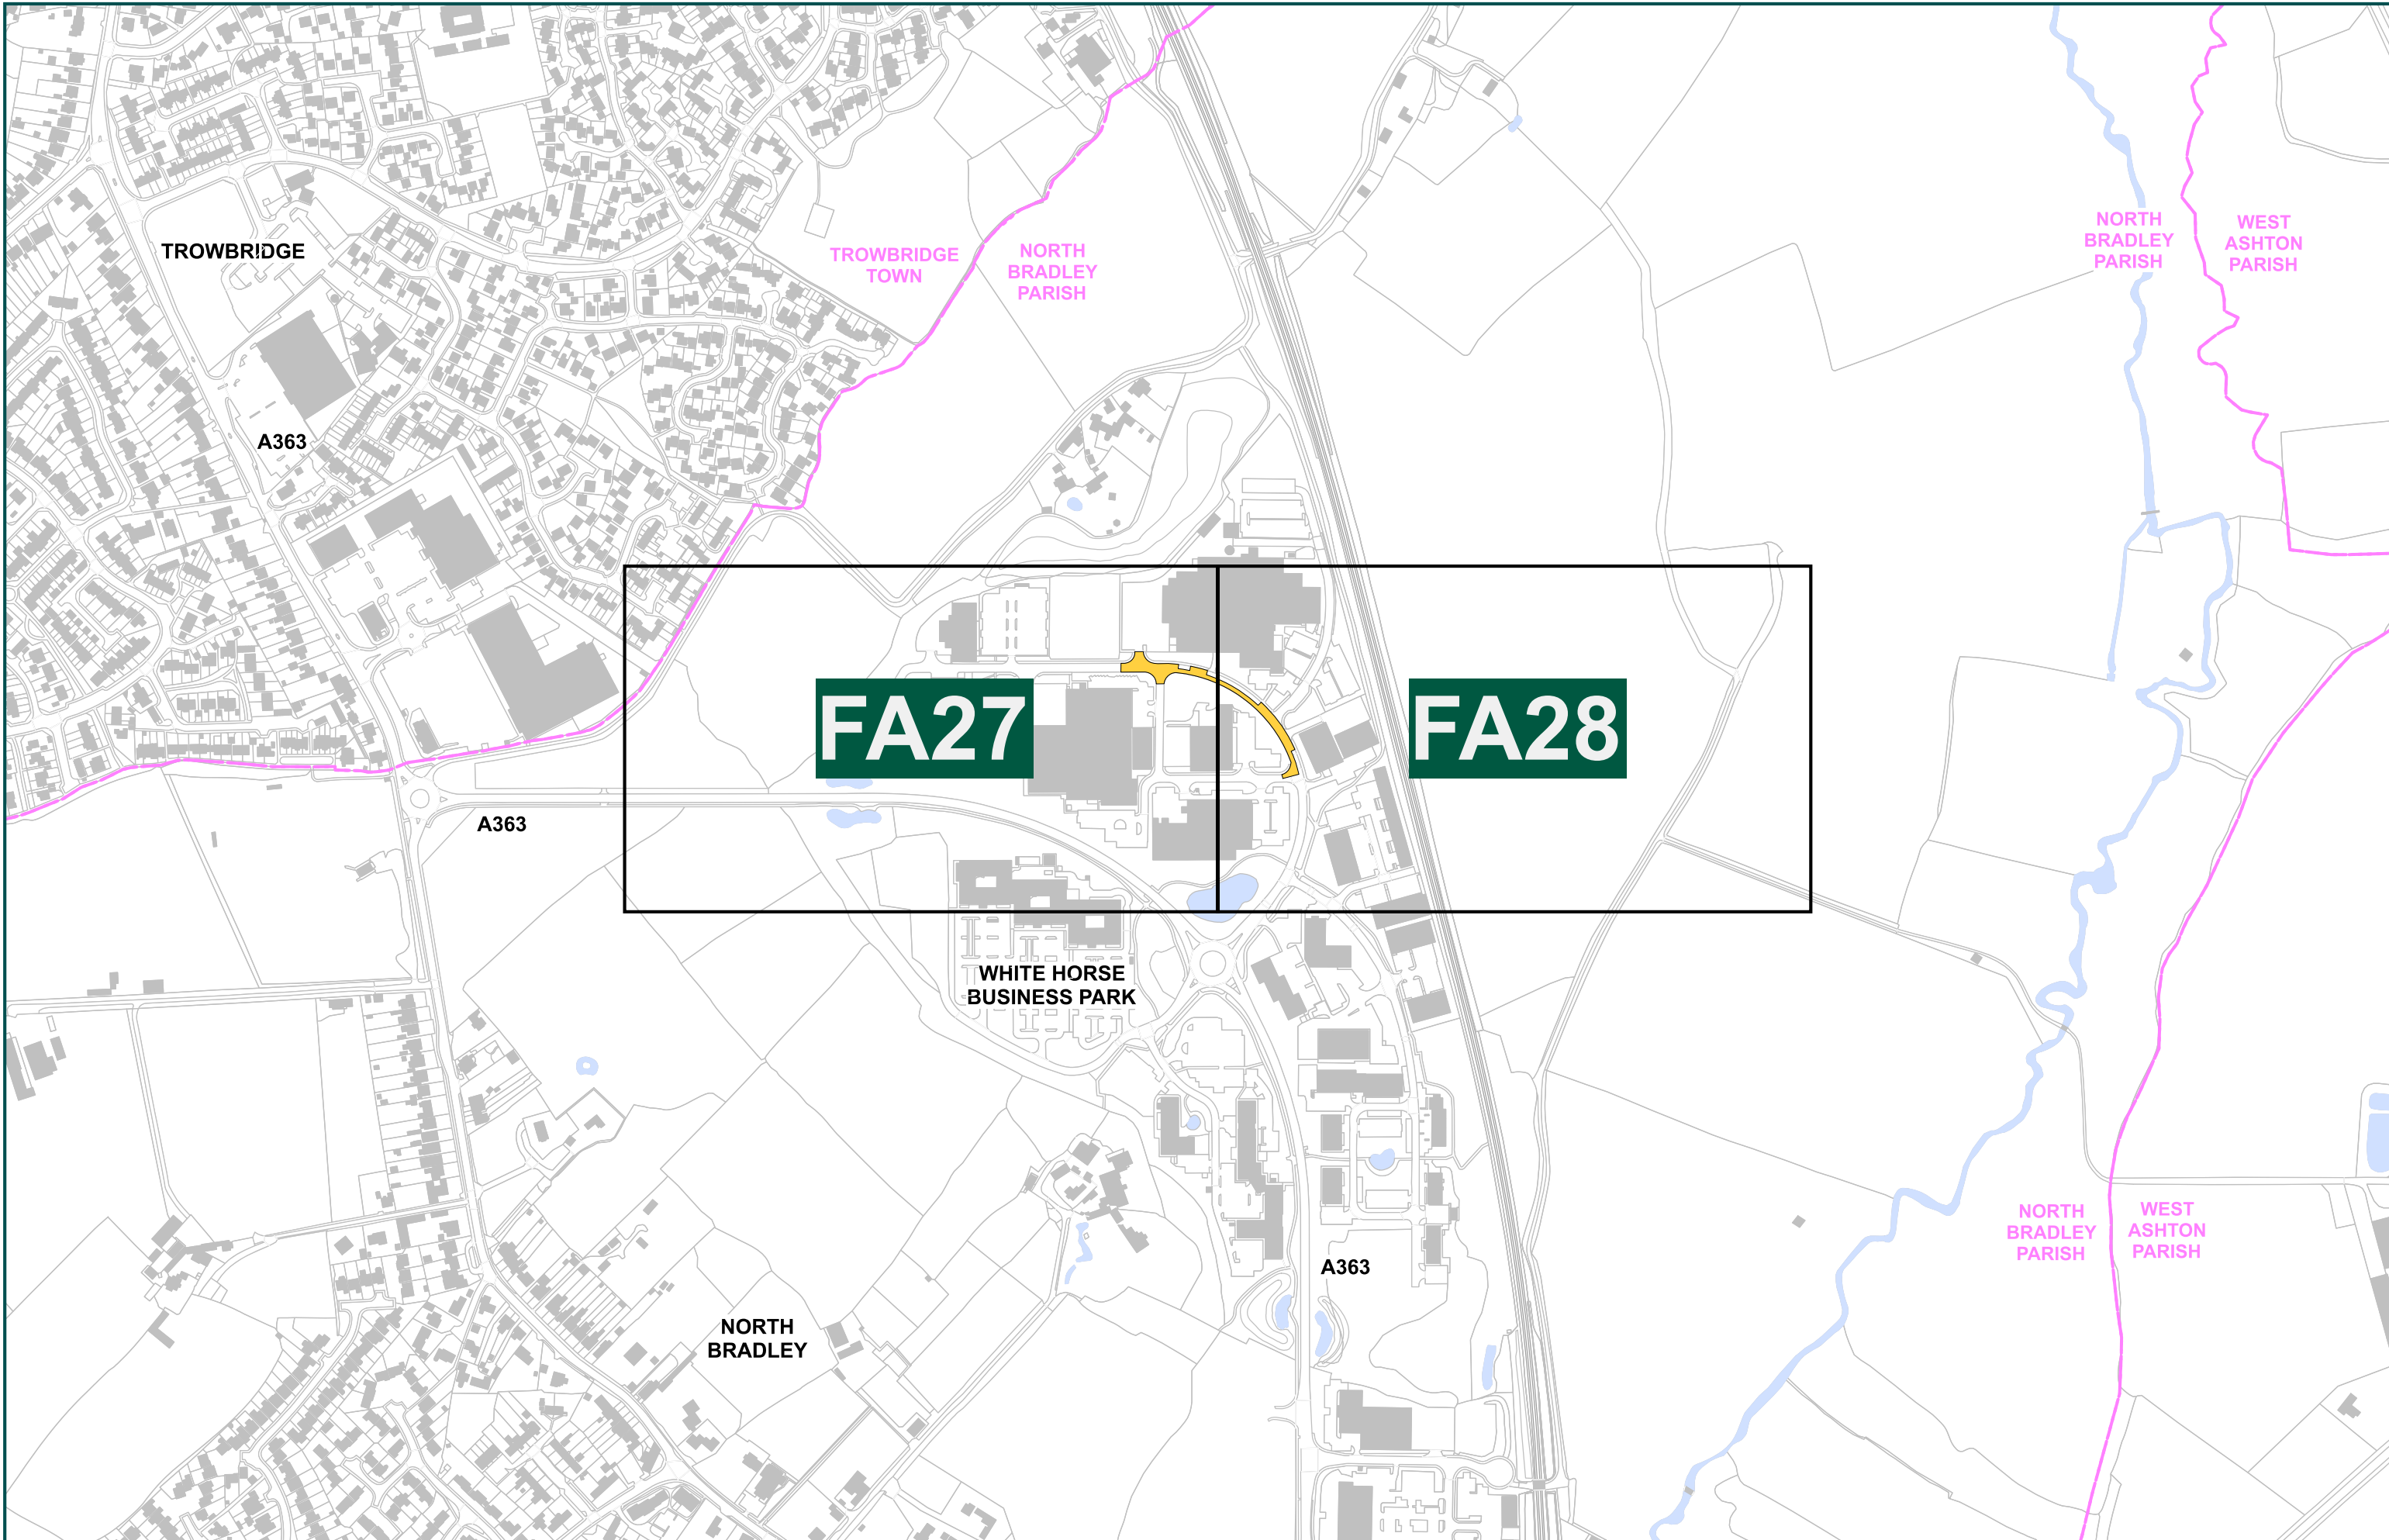 TROWBRIDGE
TROWBRIDGE
TOWN
NORTH
BRADLEY
PARISH
NORTH
BRADLEY
PARISH
WEST
ASHTON
PARISH
A363
FA27
FA28
A363
WHITE HORSE
BUSINESS PARK
NORTH
BRADLEY
PARISH
WEST
ASHTON
PARISH
A363
NORTH
BRADLEY